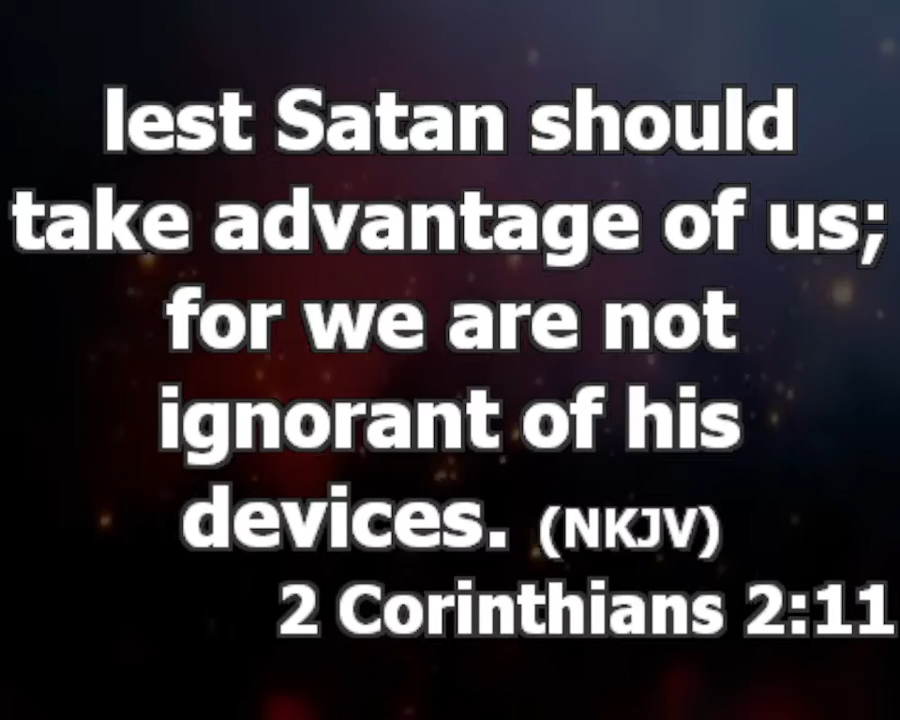 lest Satan should
take advantage of us;
for we are not
ignorant of his
devices. (NKJV)
2 Corinthians 2:11